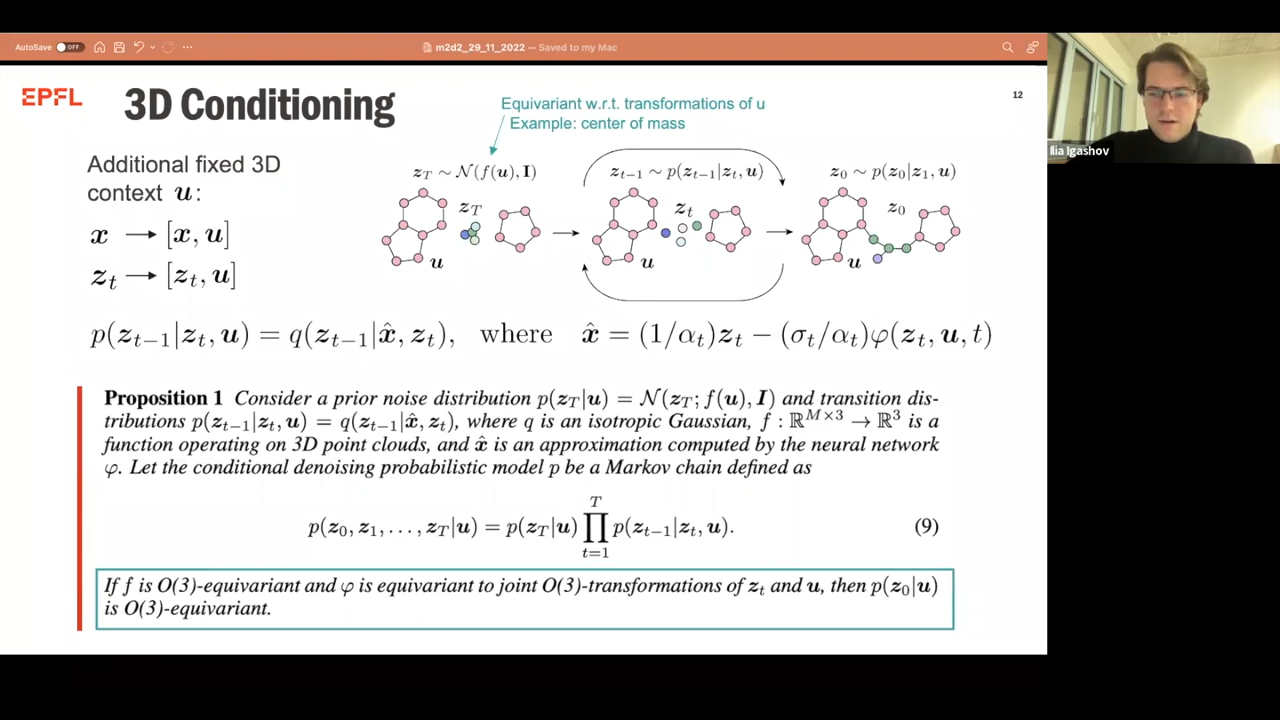 AutoSave OFF
m2d2_29_11_2022 — Saved to my Mac
EPFL
3D Conditioning
Equivariant w.r.t. transformations of u
Example: center of mass
12
Ilia Igashov
Additional fixed 3D
context u :
x → [x, u]
z_t → [z_t, u]
z_T ∼ N(f(u), I)
z_{t−1} ∼ p(z_{t−1}|z_t, u)
z_0 ∼ p(z_0|z_1, u)
z_T
z_t
z_0
u
u
u
p(z_{t−1}|z_t, u) = q(z_{t−1}|x̂, z_t), where x̂ = (1/α_t)z_t − (σ_t/α_t)φ(z_t, u, t)
Proposition 1 Consider a prior noise distribution p(z_T|u) = N(z_T; f(u), I) and transition dis-
tributions p(z_{t−1}|z_t, u) = q(z_{t−1}|x̂, z_t), where q is an isotropic Gaussian, f : ℝ^{M×3} → ℝ^3 is a
function operating on 3D point clouds, and x̂ is an approximation computed by the neural network
φ. Let the conditional denoising probabilistic model p be a Markov chain defined as
p(z_0, z_1, . . . , z_T|u) = p(z_T|u) ∏_{t=1}^{T} p(z_{t−1}|z_t, u). (9)
If f is O(3)-equivariant and φ is equivariant to joint O(3)-transformations of z_t and u, then p(z_0|u)
is O(3)-equivariant.